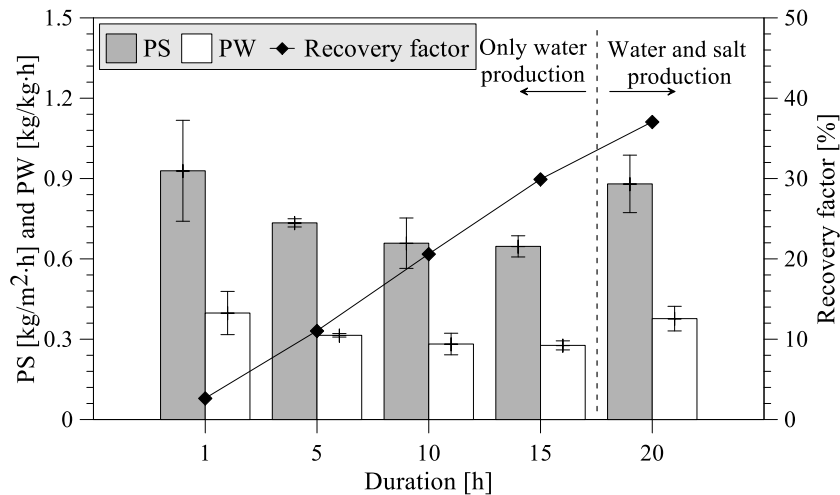 PS PW Recovery factor
Only water
production
Water and salt
production
1.5
1.2
0.9
0.6
0.3
0
PS [kg/m²·h] and PW [kg/kg·h]
50
40
30
20
10
0
Recovery factor [%]
1 5 10 15 20
Duration [h]